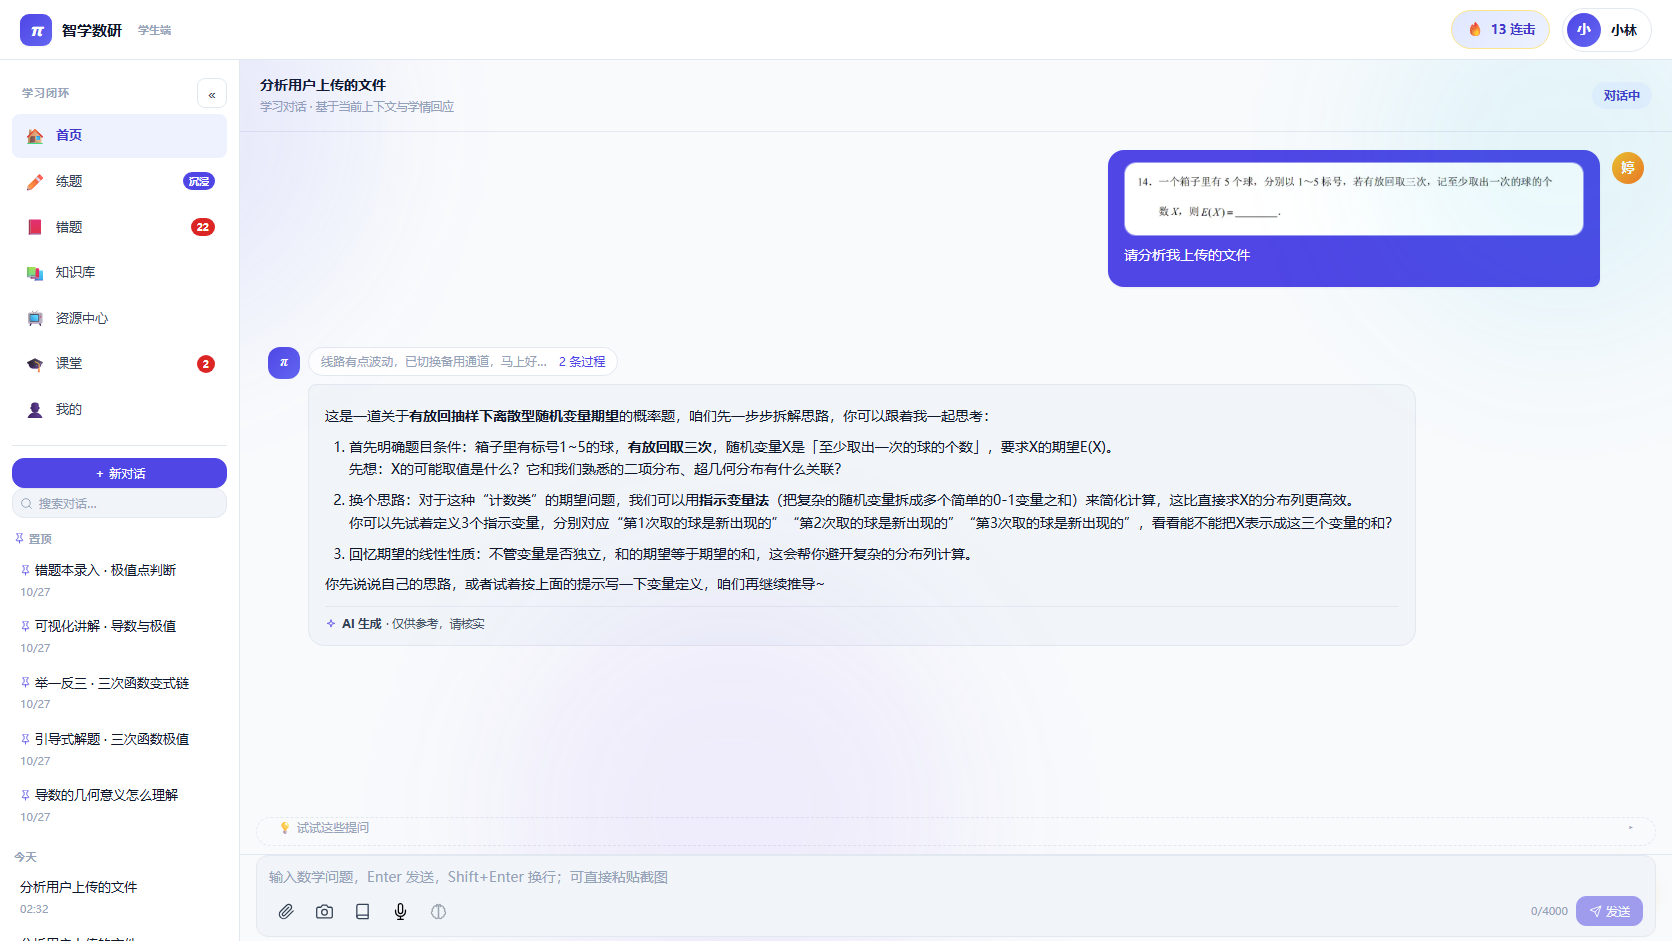 π 智学数研 学生端
13 连击
小 小林
学习闭环 «
首页
练题 沉浸
错题 22
知识库
资源中心
课堂 2
我的
+ 新对话
搜索对话...
置顶
错题本录入 · 极值点判断
10/27
可视化讲解 · 导数与极值
10/27
举一反三 · 三次函数变式链
10/27
引导式解题 · 三次函数极值
10/27
导数的几何意义怎么理解
10/27
今天
分析用户上传的文件
02:32
分析用户上传的文件
分析用户上传的文件
学习对话 · 基于当前上下文与学情回应
对话中
婷
14. 一个箱子里有 5 个球，分别以 1～5 标号，若有放回取三次，记至少取出一次的球的个
数 X，则 E(X)=________.
请分析我上传的文件
π 线路有点波动，已切换备用通道，马上好... 2 条过程
这是一道关于有放回抽样下离散型随机变量期望的概率题，咱们先一步步拆解思路，你可以跟着我一起思考：
1. 首先明确题目条件：箱子里有标号1~5的球，有放回取三次，随机变量X是「至少取出一次的球的个数」，要求X的期望E(X)。
先想：X的可能取值是什么？它和我们熟悉的二项分布、超几何分布有什么关联？
2. 换个思路：对于这种“计数类”的期望问题，我们可以用指示变量法（把复杂的随机变量拆成多个简单的0-1变量之和）来简化计算，这比直接求X的分布列更高效。
你可以先试着定义3个指示变量，分别对应“第1次取的球是新出现的”“第2次取的球是新出现的”“第3次取的球是新出现的”，看看能不能把X表示成这三个变量的和？
3. 回忆期望的线性性质：不管变量是否独立，和的期望等于期望的和，这会帮你避开复杂的分布列计算。
你先说说自己的思路，或者试着按上面的提示写一下变量定义，咱们再继续推导~
AI 生成 · 仅供参考，请核实
试试这些提问
输入数学问题，Enter 发送，Shift+Enter 换行；可直接粘贴截图
0/4000 发送